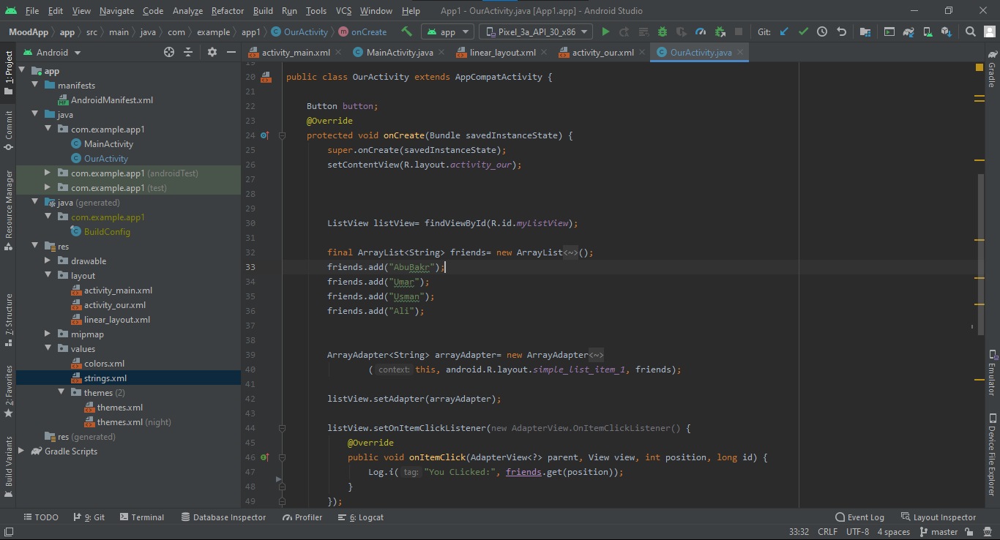 File Edit View Navigate Code Analyze Refactor Build Run Tools VCS Window Help App1 - OurActivity.java [App1.app] - Android Studio
MoodApp app src main java com example app1 OurActivity onCreate app Pixel_3a_API_30_x86 Git:
Android activity_main.xml MainActivity.java linear_layout.xml activity_our.xml OurActivity.java
1: Project
Commit
Resource Manager
7: Structure
2: Favorites
Build Variants
app
manifests
AndroidManifest.xml
java
com.example.app1
MainActivity
OurActivity
com.example.app1 (androidTest)
com.example.app1 (test)
java (generated)
com.example.app1
BuildConfig
res
drawable
layout
activity_main.xml
activity_our.xml
linear_layout.xml
mipmap
values
colors.xml
strings.xml
themes (2)
themes.xml
themes.xml (night)
res (generated)
Gradle Scripts
19
20 public class OurActivity extends AppCompatActivity {
21
22 Button button;
23 @Override
24 protected void onCreate(Bundle savedInstanceState) {
25 super.onCreate(savedInstanceState);
26 setContentView(R.layout.activity_our);
27
28
29
30 ListView listView= findViewById(R.id.myListView);
31
32 final ArrayList<String> friends= new ArrayList<~>();
33 friends.add("AbuBakr");
34 friends.add("Umar");
35 friends.add("Usman");
36 friends.add("Ali");
37
38
39 ArrayAdapter<String> arrayAdapter= new ArrayAdapter<~>
40 ( context: this, android.R.layout.simple_list_item_1, friends);
41
42 listView.setAdapter(arrayAdapter);
43
44 listView.setOnItemClickListener(new AdapterView.OnItemClickListener() {
45 @Override
46 public void onItemClick(AdapterView<?> parent, View view, int position, long id) {
47 Log.i( tag: "You CLicked:", friends.get(position));
48 }
49 });
Gradle
Emulator
Device File Explorer
TODO 9: Git Terminal Database Inspector Profiler 6: Logcat Event Log Layout Inspector
33:32 CRLF UTF-8 4 spaces master